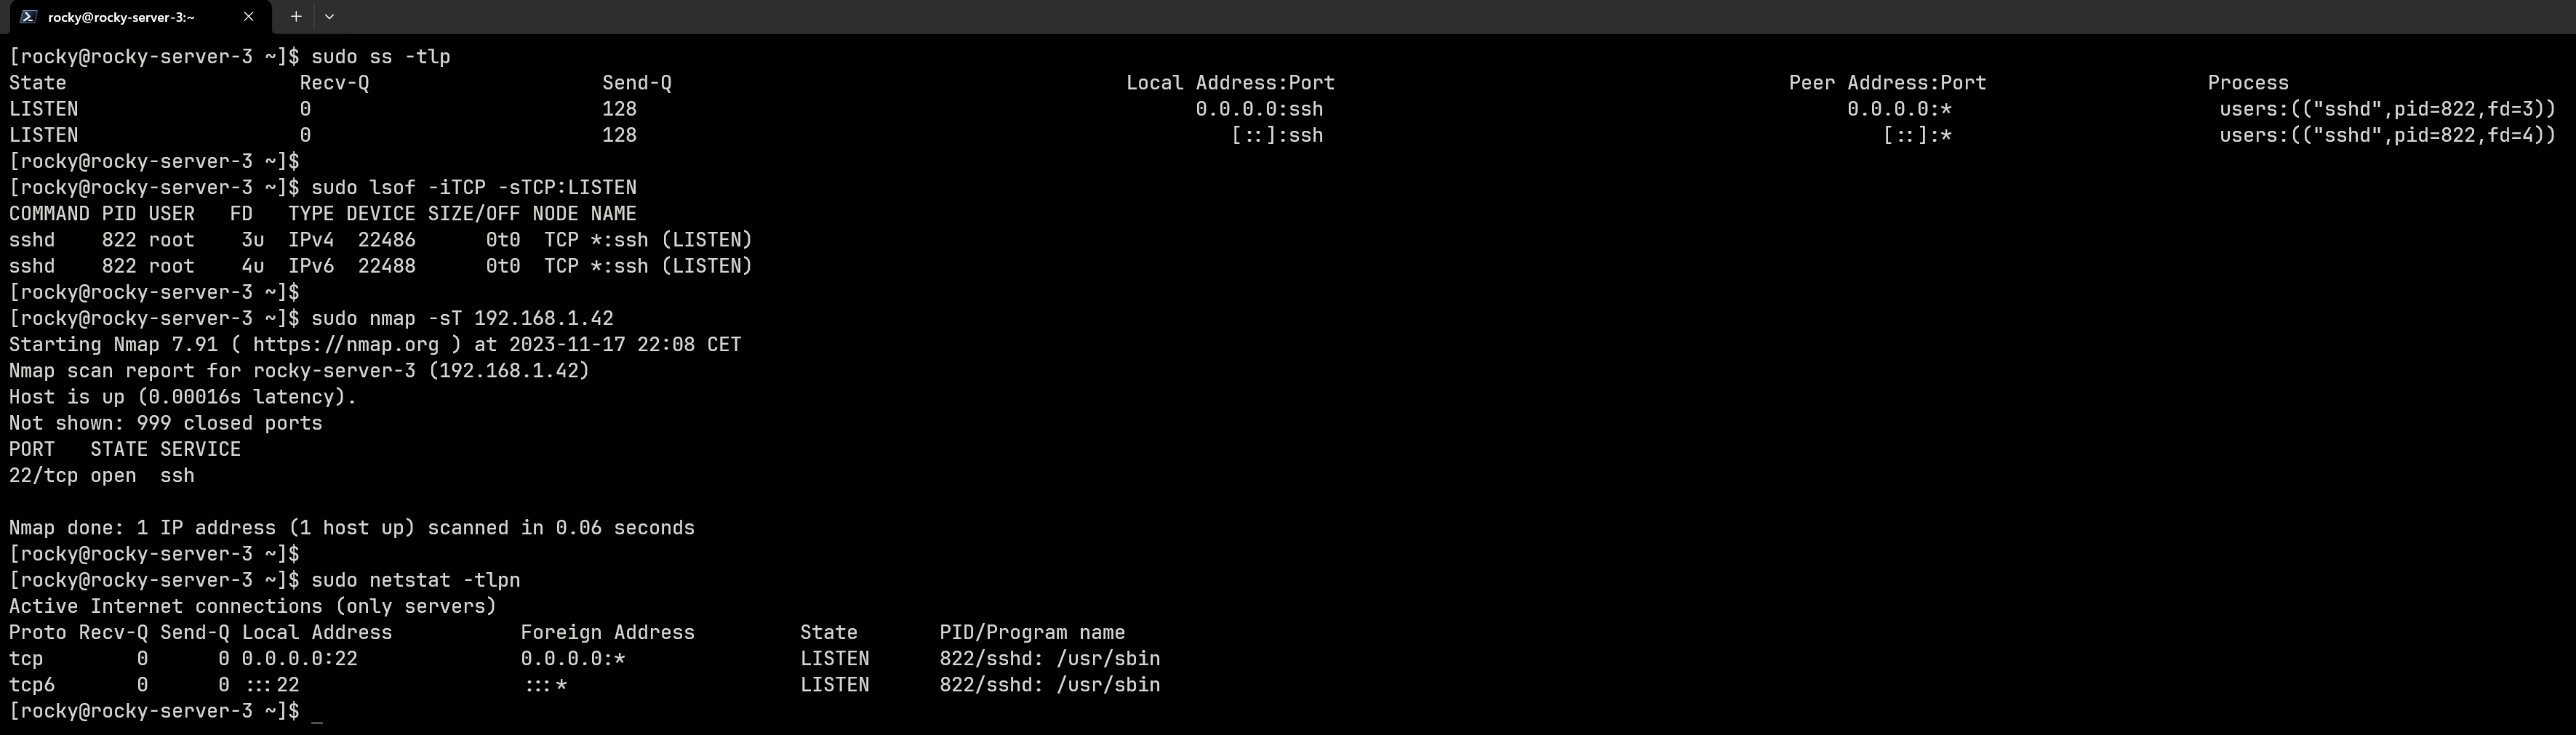 rocky@rocky-server-3:~
[rocky@rocky-server-3 ~]$ sudo ss -tlp
State Recv-Q Send-Q Local Address:Port Peer Address:Port Process
LISTEN 0 128 0.0.0.0:ssh 0.0.0.0:* users:(("sshd",pid=822,fd=3))
LISTEN 0 128 [::]:ssh [::]:* users:(("sshd",pid=822,fd=4))
[rocky@rocky-server-3 ~]$
[rocky@rocky-server-3 ~]$ sudo lsof -iTCP -sTCP:LISTEN
COMMAND PID USER FD TYPE DEVICE SIZE/OFF NODE NAME
sshd 822 root 3u IPv4 22486 0t0 TCP *:ssh (LISTEN)
sshd 822 root 4u IPv6 22488 0t0 TCP *:ssh (LISTEN)
[rocky@rocky-server-3 ~]$
[rocky@rocky-server-3 ~]$ sudo nmap -sT 192.168.1.42
Starting Nmap 7.91 ( https://nmap.org ) at 2023-11-17 22:08 CET
Nmap scan report for rocky-server-3 (192.168.1.42)
Host is up (0.00016s latency).
Not shown: 999 closed ports
PORT STATE SERVICE
22/tcp open ssh
Nmap done: 1 IP address (1 host up) scanned in 0.06 seconds
[rocky@rocky-server-3 ~]$
[rocky@rocky-server-3 ~]$ sudo netstat -tlpn
Active Internet connections (only servers)
Proto Recv-Q Send-Q Local Address Foreign Address State PID/Program name
tcp 0 0 0.0.0.0:22 0.0.0.0:* LISTEN 822/sshd: /usr/sbin
tcp6 0 0 :::22 :::* LISTEN 822/sshd: /usr/sbin
[rocky@rocky-server-3 ~]$ _